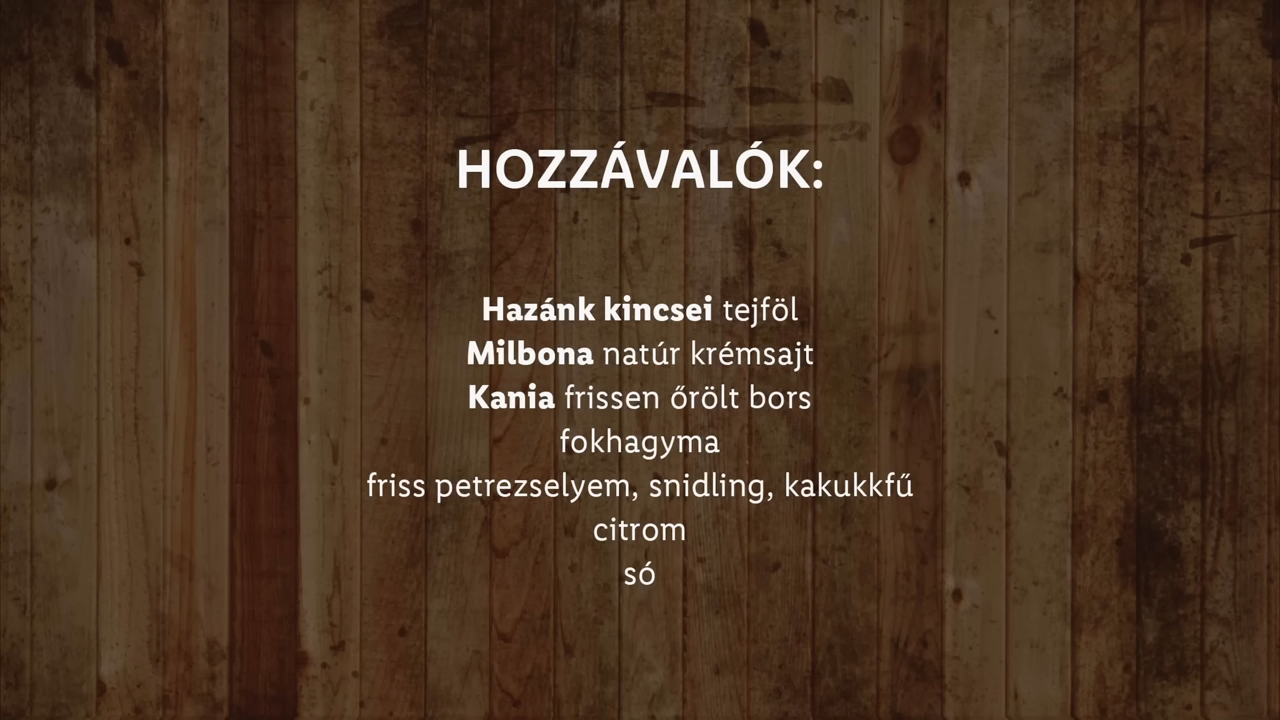 HOZZÁVALÓK:
Hazánk kincsei tejföl
Milbona natúr krémsajt
Kania frissen őrölt bors
fokhagyma
friss petrezselyem, snidling, kakukkfű
citrom
só